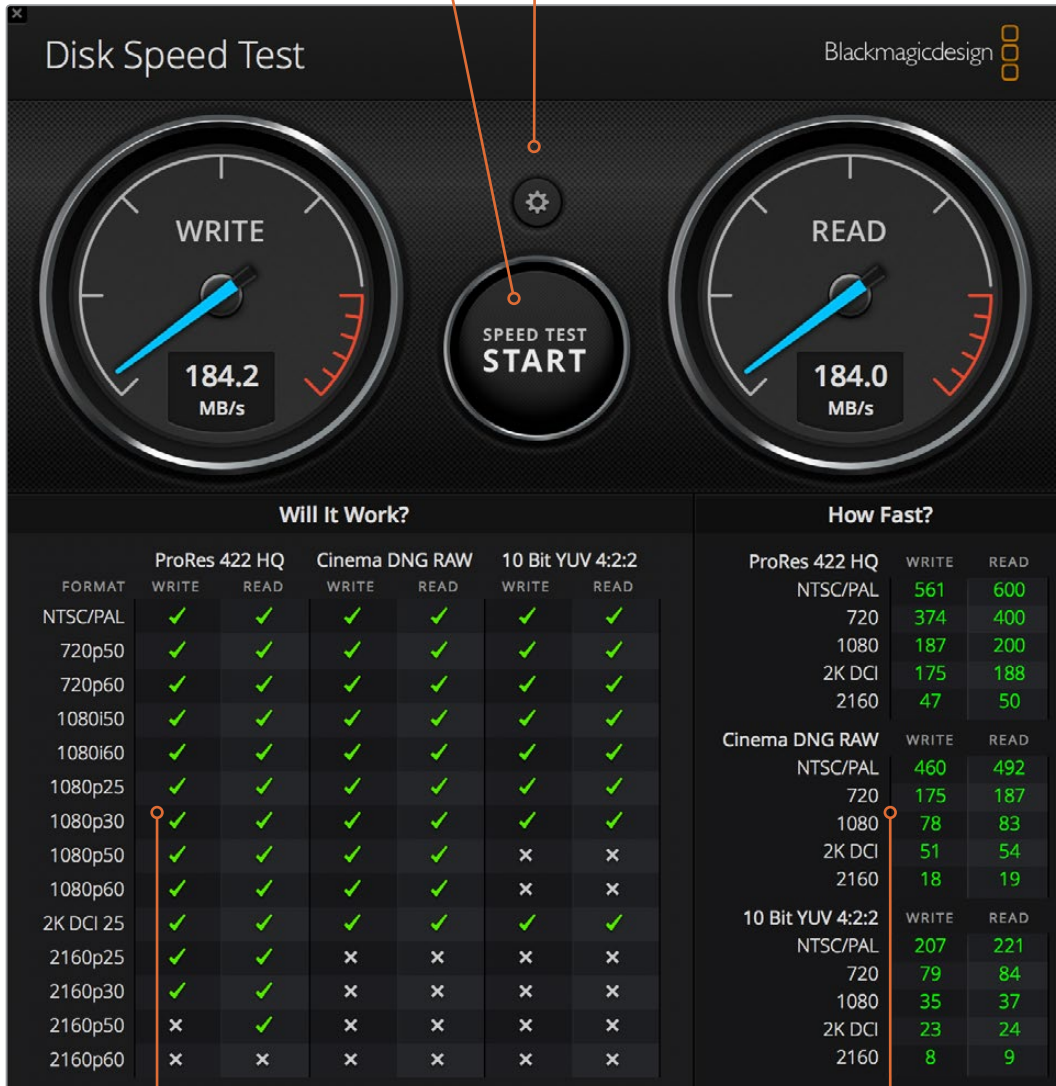 Disk Speed Test
Blackmagicdesign
WRITE
184.2
MB/s
SPEED TEST
START
READ
184.0
MB/s
Will It Work?
ProRes 422 HQ Cinema DNG RAW 10 Bit YUV 4:2:2
FORMAT WRITE READ WRITE READ WRITE READ
NTSC/PAL
720p50
720p60
1080i50
1080i60
1080p25
1080p30
1080p50
1080p60
2K DCI 25
2160p25
2160p30
2160p50
2160p60
How Fast?
ProRes 422 HQ WRITE READ
NTSC/PAL 561 600
720 374 400
1080 187 200
2K DCI 175 188
2160 47 50
Cinema DNG RAW WRITE READ
NTSC/PAL 460 492
720 175 187
1080 78 83
2K DCI 51 54
2160 18 19
10 Bit YUV 4:2:2 WRITE READ
NTSC/PAL 207 221
720 79 84
1080 35 37
2K DCI 23 24
2160 8 9